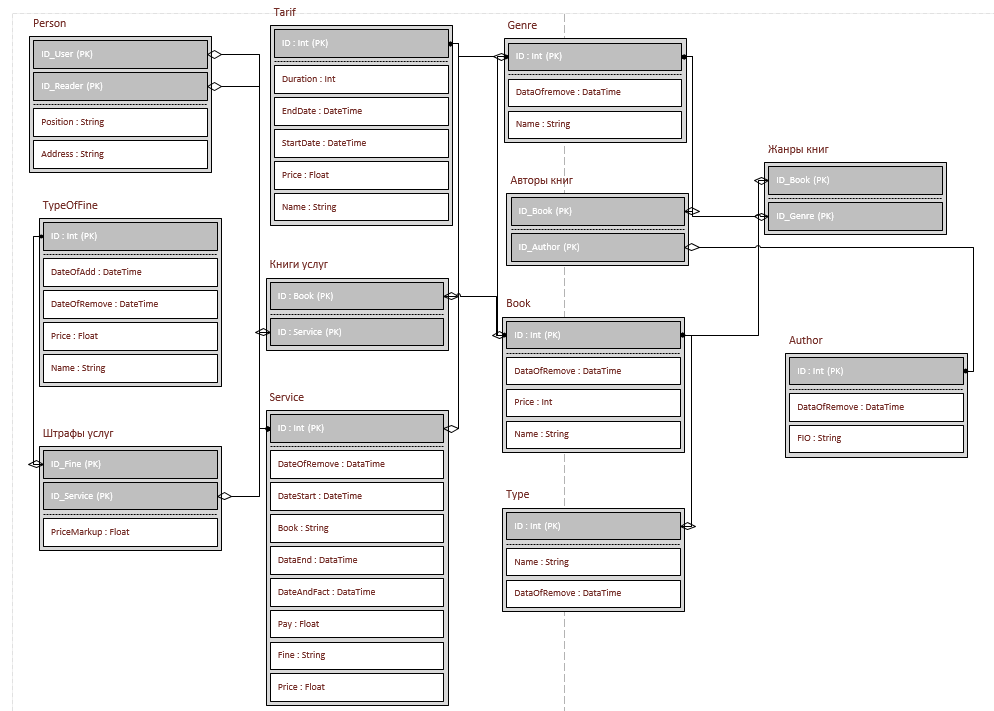 Person
ID_User (PK)
ID_Reader (PK)
Position : String
Address : String
TypeOfFine
ID : Int (PK)
DateOfAdd : DateTime
DateOfRemove : DateTime
Price : Float
Name : String
Штрафы услуг
ID_Fine (PK)
ID_Service (PK)
PriceMarkup : Float
Tarif
ID : Int (PK)
Duration : Int
EndDate : DateTime
StartDate : DateTime
Price : Float
Name : String
Книги услуг
ID : Book (PK)
ID : Service (PK)
Service
ID : Int (PK)
DateOfRemove : DataTime
DateStart : DateTime
Book : String
DataEnd : DataTime
DateAndFact : DataTime
Pay : Float
Fine : String
Price : Float
Genre
ID : Int (PK)
DataOfremove : DataTime
Name : String
Авторы книг
ID_Book (PK)
ID_Author (PK)
Book
ID : Int (PK)
DataOfRemove : DataTime
Price : Int
Name : String
Type
ID : Int (PK)
Name : String
DataOfRemove : DataTime
Жанры книг
ID_Book (PK)
ID_Genre (PK)
Author
ID : Int (PK)
DataOfRemove : DataTime
FIO : String